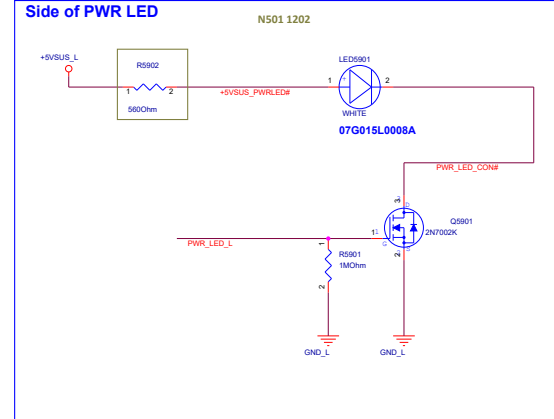 Side of PWR LED
N501 1202
+5VSUS_L
R5902
1
2
560Ohm
+5VSUS_PWRLED#
LED5901
1
2
+
WHITE
07G015L0008A
PWR_LED_CON#
3
D
Q5901
2N7002K
1
1
G
2
S
PWR_LED_L
1
R5901
1MOhm
2
GND_L
GND_L